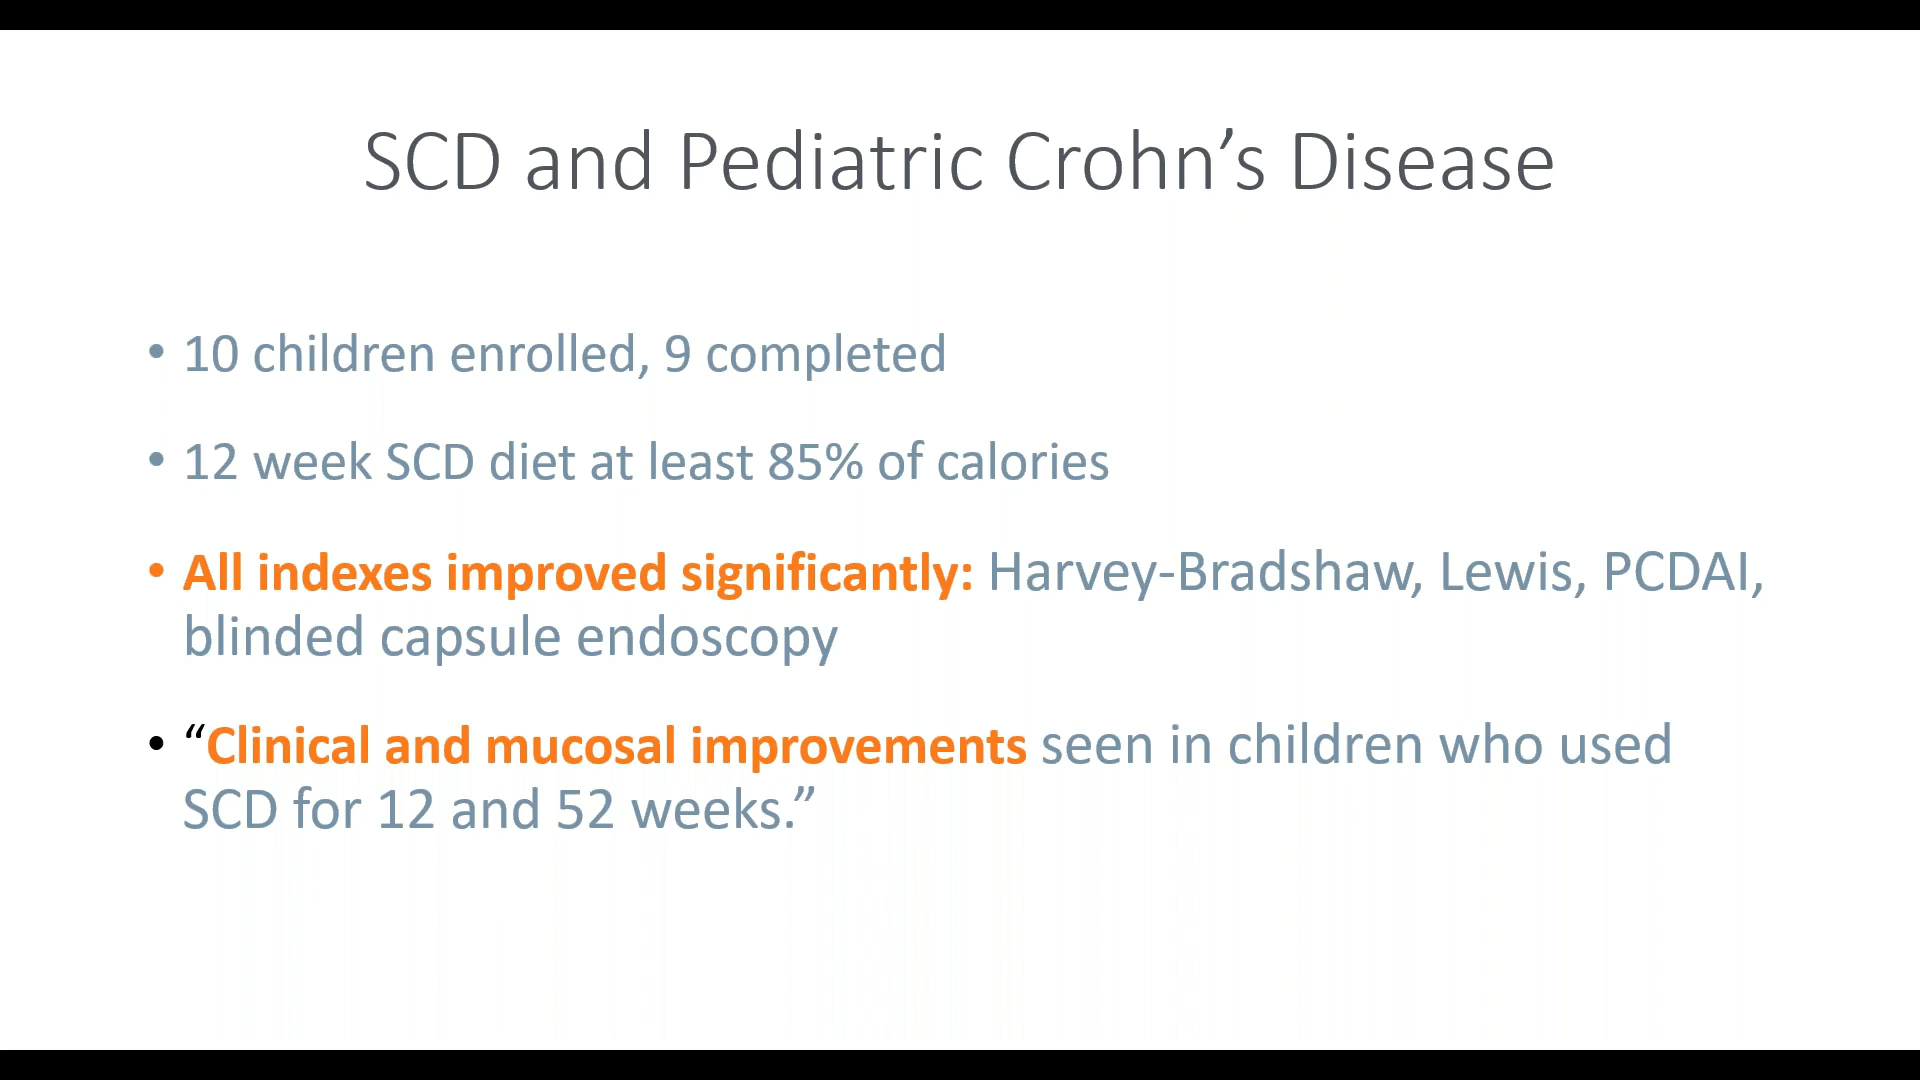 SCD and Pediatric Crohn’s Disease
• 10 children enrolled, 9 completed
• 12 week SCD diet at least 85% of calories
• All indexes improved significantly: Harvey-Bradshaw, Lewis, PCDAI,
blinded capsule endoscopy
• “Clinical and mucosal improvements seen in children who used
SCD for 12 and 52 weeks.”